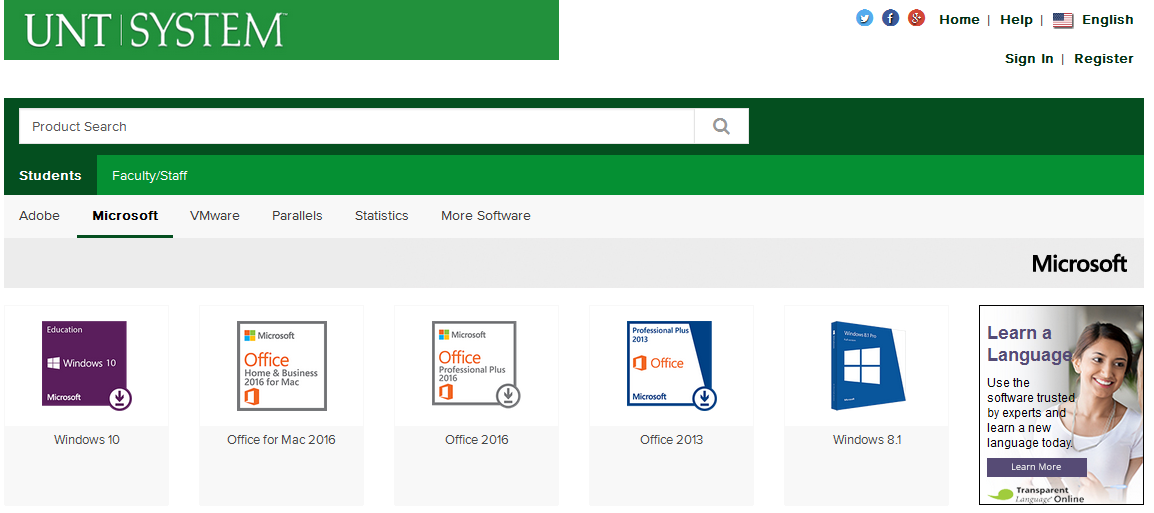 UNT | SYSTEM™
Home | Help | English
Sign In | Register
Product Search
Students Faculty/Staff
Adobe Microsoft VMware Parallels Statistics More Software
Microsoft
Education
Windows 10
Microsoft
Windows 10
Microsoft
Office
Home & Business
2016 for Mac
Office for Mac 2016
Microsoft
Office
Professional Plus
2016
Office 2016
Professional Plus
2013
Office
Microsoft
Office 2013
Windows 8.1 Pro
Microsoft
Windows 8.1
Learn a
Language
Use the
software trusted
by experts and
learn a new
language today.
Learn More
Transparent
Language Online